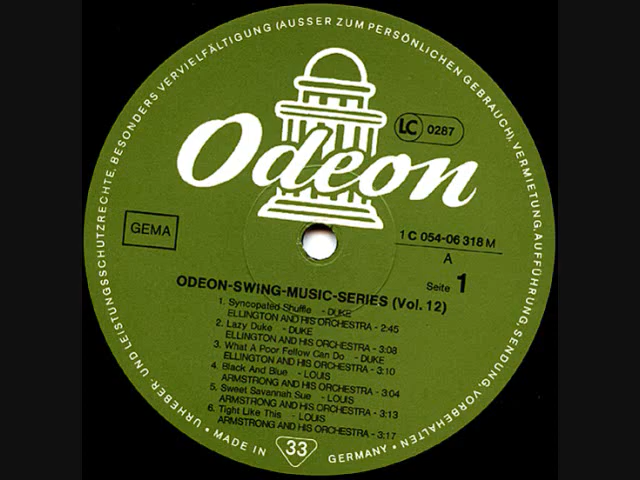 URHEBER- UND LEISTUNGSSCHUTZRECHTE, BESONDERS VERVIELFÄLTIGUNG (AUSSER ZUM PERSÖNLICHEN GEBRAUCH), VERMIETUNG, AUFFÜHRUNG, SENDUNG, VORBEHALTEN
Odeon
LC 0287
GEMA
1 C 054-06 318 M
A
Seite 1
ODEON-SWING-MUSIC-SERIES (Vol. 12)
1. Syncopated Shuffle - DUKE
ELLINGTON AND HIS ORCHESTRA - 2:45
2. Lazy Duke - DUKE
ELLINGTON AND HIS ORCHESTRA - 3:08
3. What A Poor Fellow Can Do - DUKE
ELLINGTON AND HIS ORCHESTRA - 3:10
4. Black And Blue - LOUIS
ARMSTRONG AND HIS ORCHESTRA - 3:04
5. Sweet Savannah Sue - LOUIS
ARMSTRONG AND HIS ORCHESTRA - 3:13
6. Tight Like This - LOUIS
ARMSTRONG AND HIS ORCHESTRA - 3:17
MADE IN 33 GERMANY